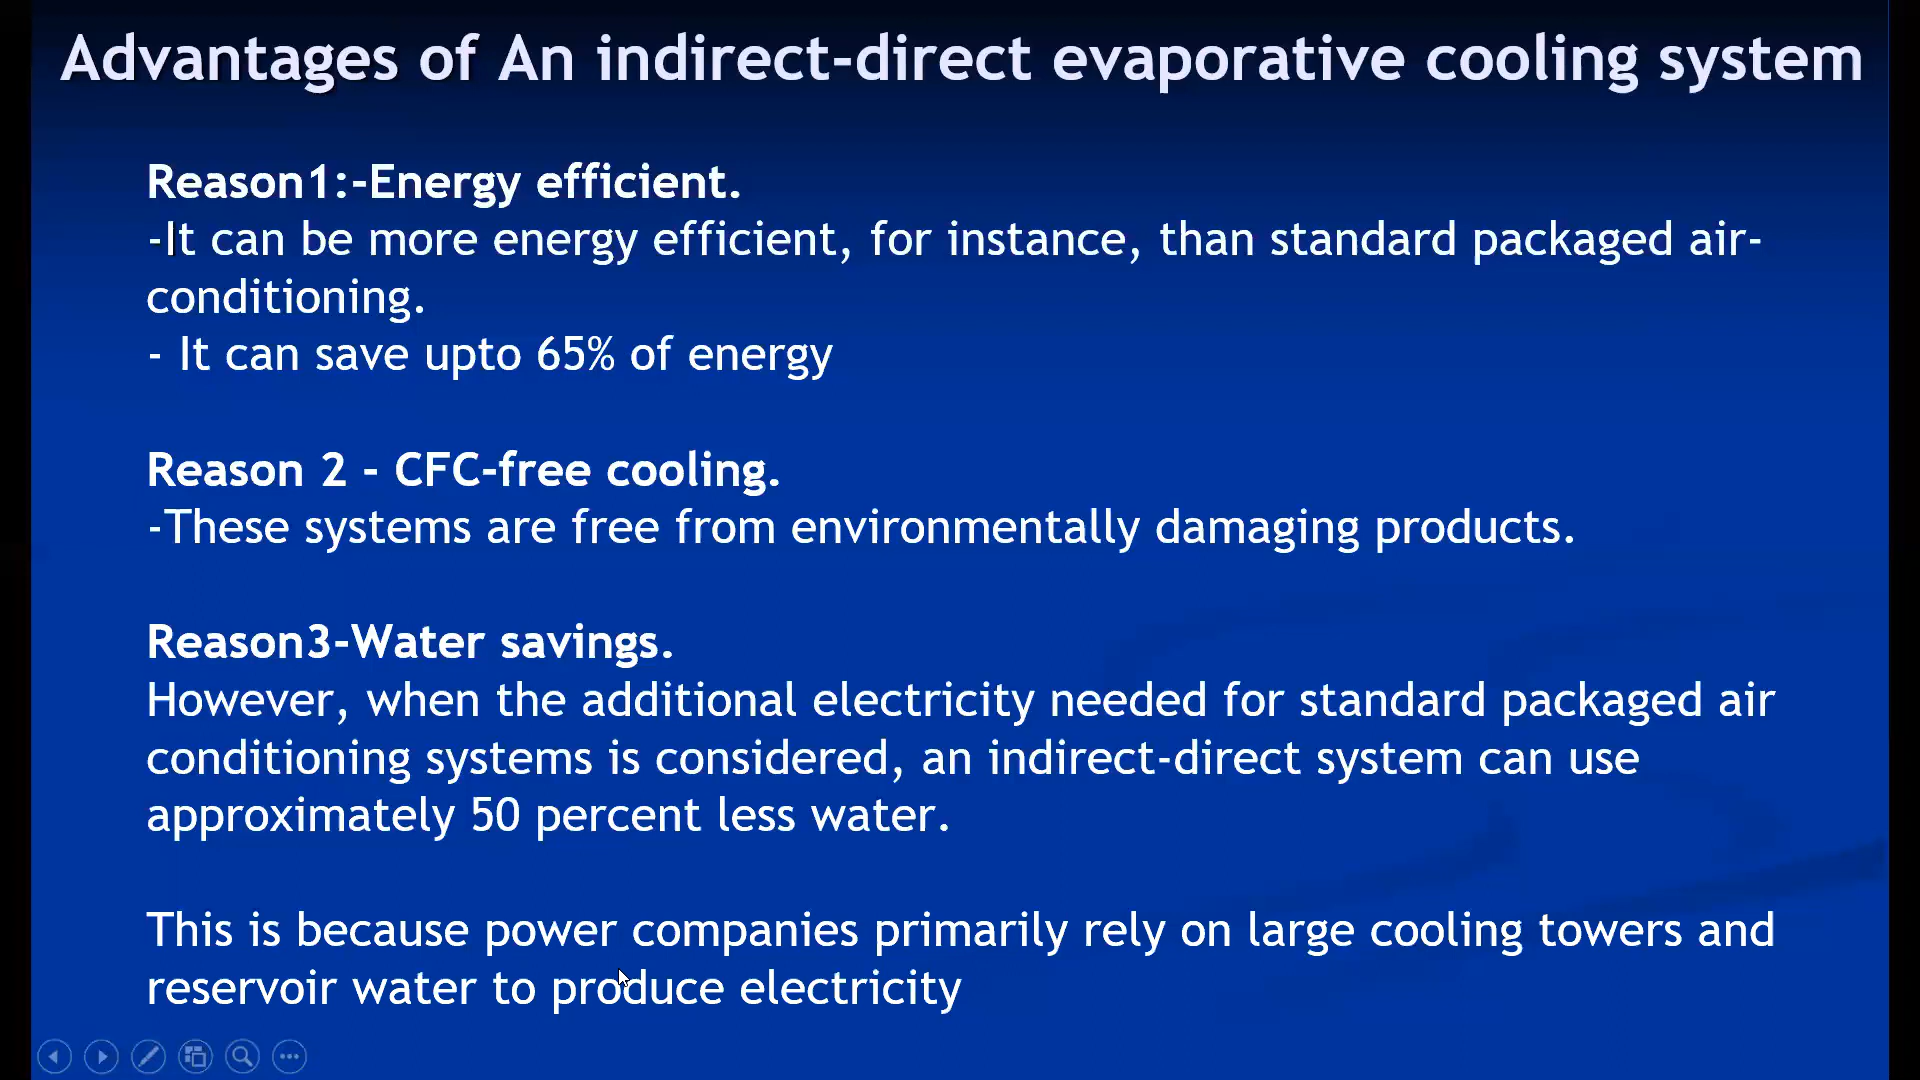 Advantages of An indirect-direct evaporative cooling system
Reason1:-Energy efficient.
-It can be more energy efficient, for instance, than standard packaged air-
conditioning.
- It can save upto 65% of energy
Reason 2 - CFC-free cooling.
-These systems are free from environmentally damaging products.
Reason3-Water savings.
However, when the additional electricity needed for standard packaged air
conditioning systems is considered, an indirect-direct system can use
approximately 50 percent less water.
This is because power companies primarily rely on large cooling towers and
reservoir water to produce electricity